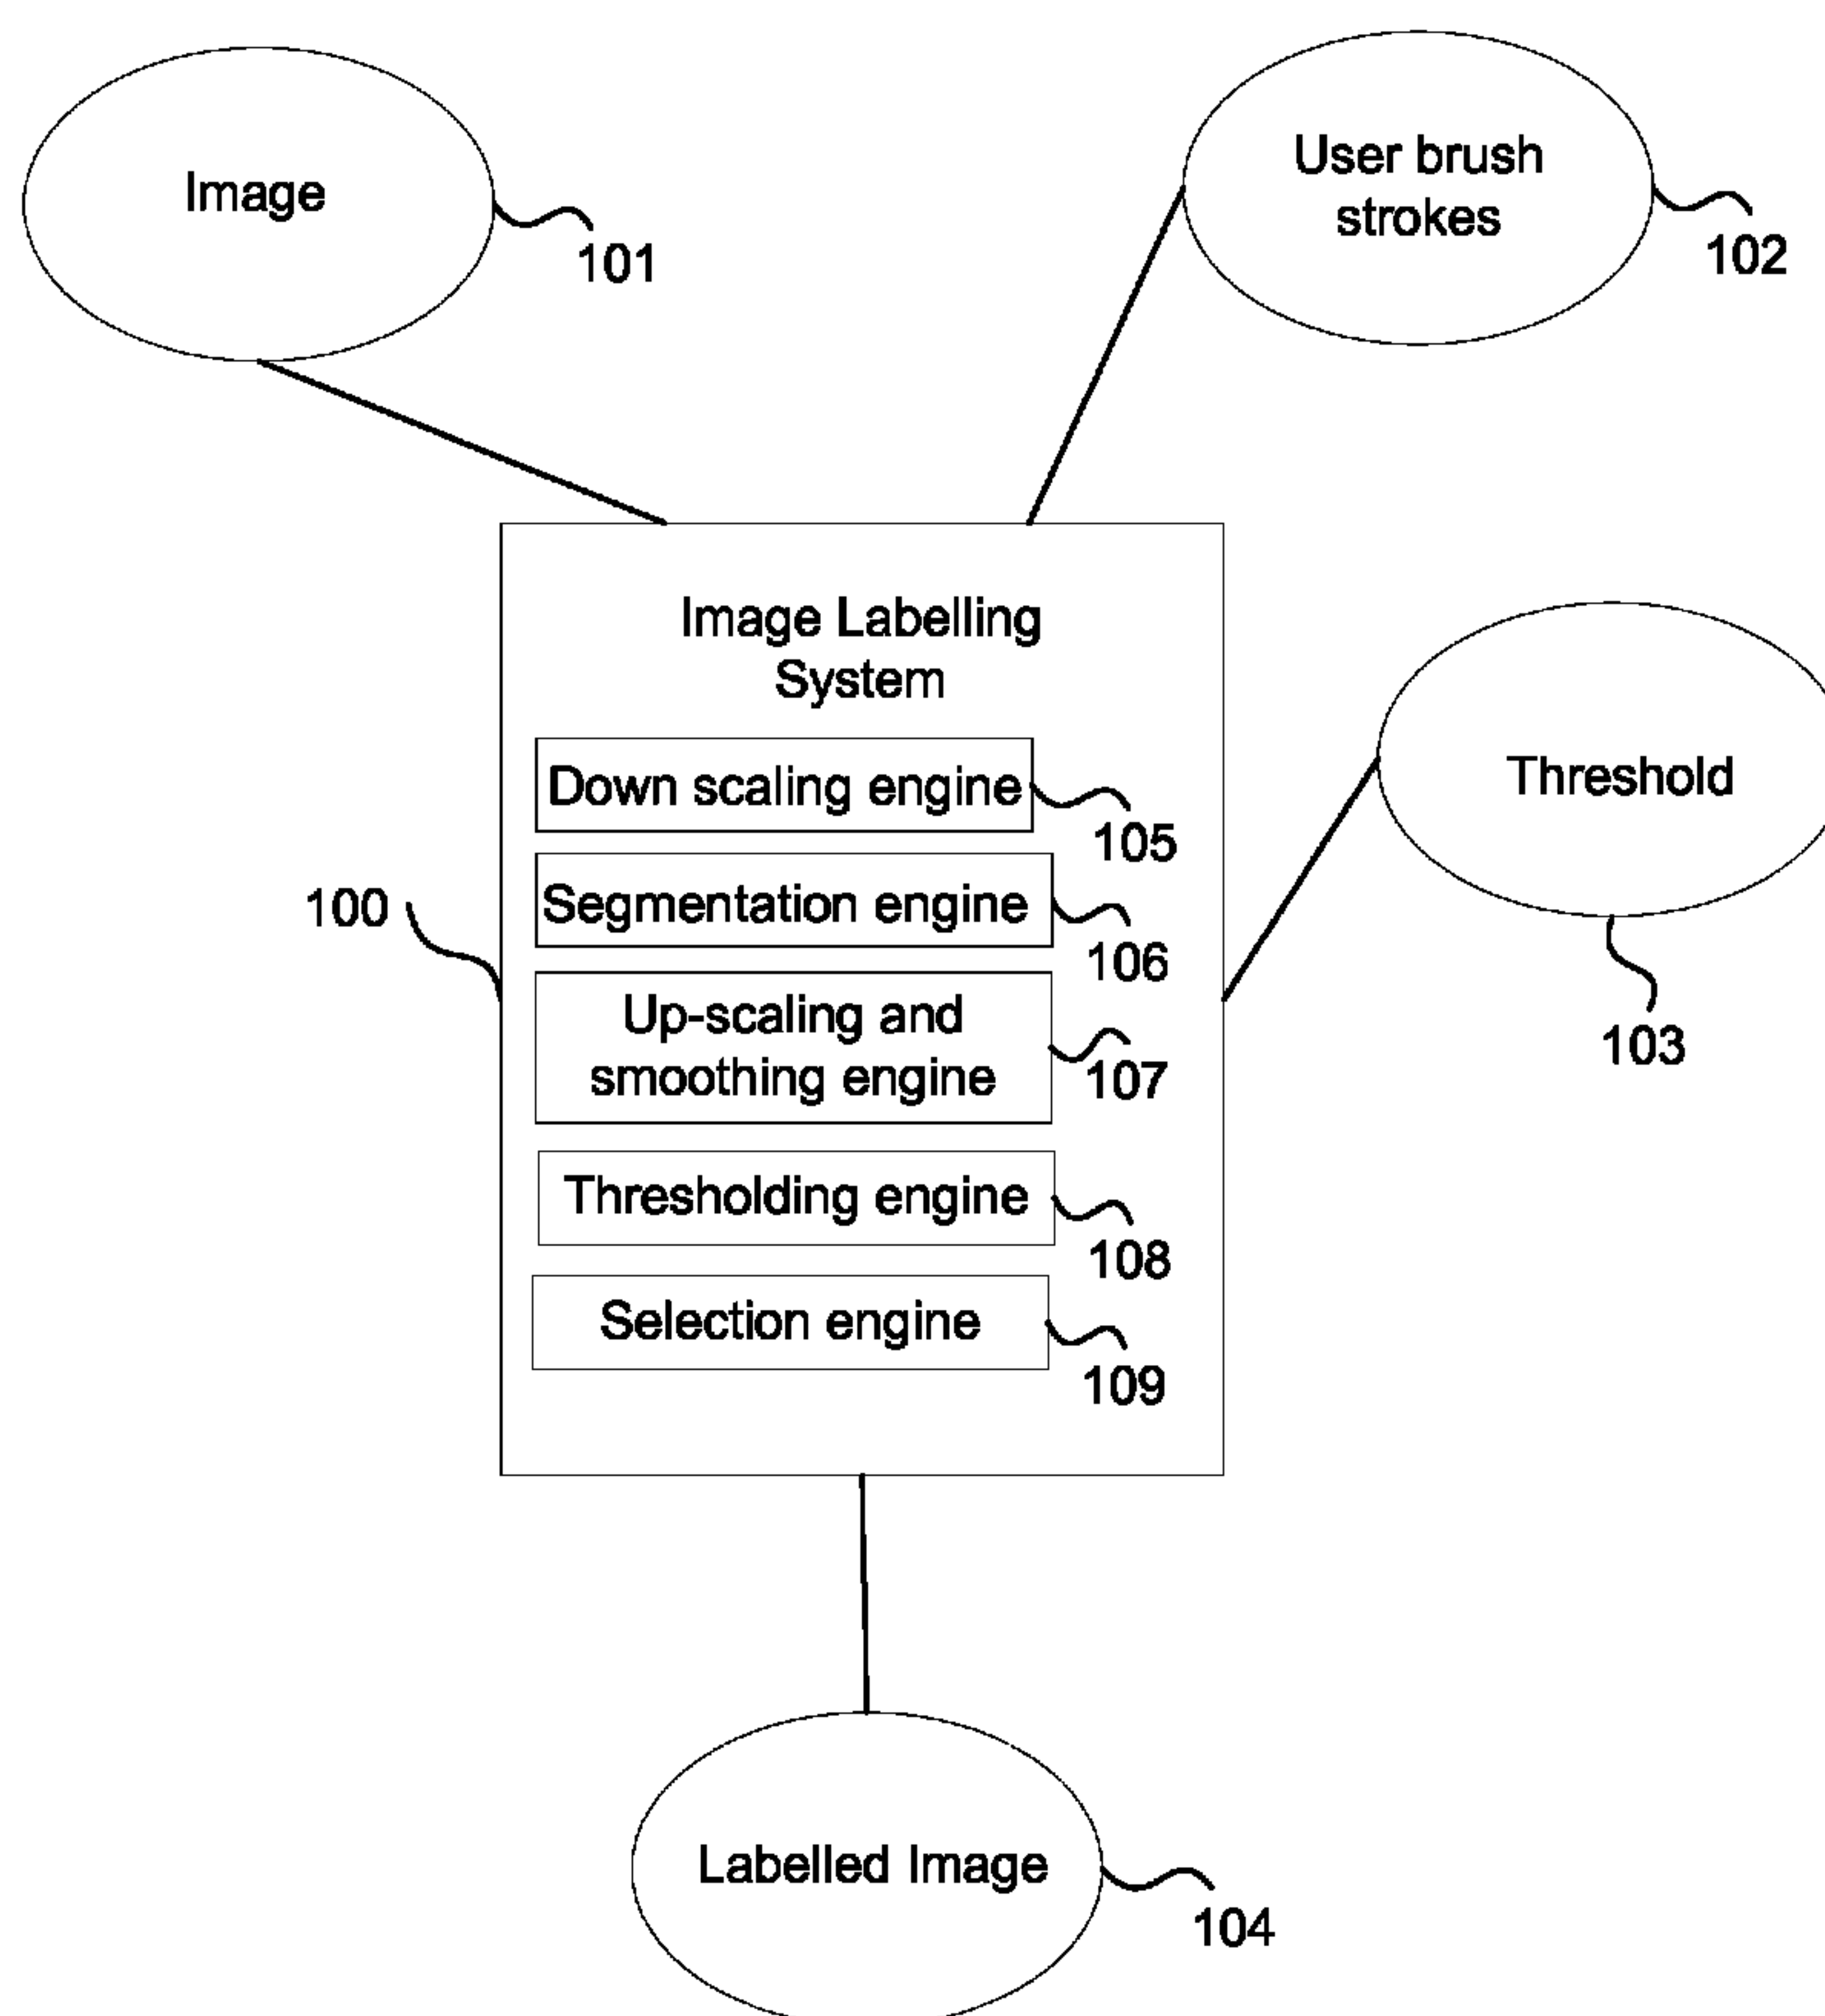 Image
101
User brush
strokes
102
Image Labelling
System
Down scaling engine
105
Threshold
103
100
Segmentation engine
106
Up-scaling and
smoothing engine
107
Thresholding engine
108
Selection engine
109
Labelled Image
104